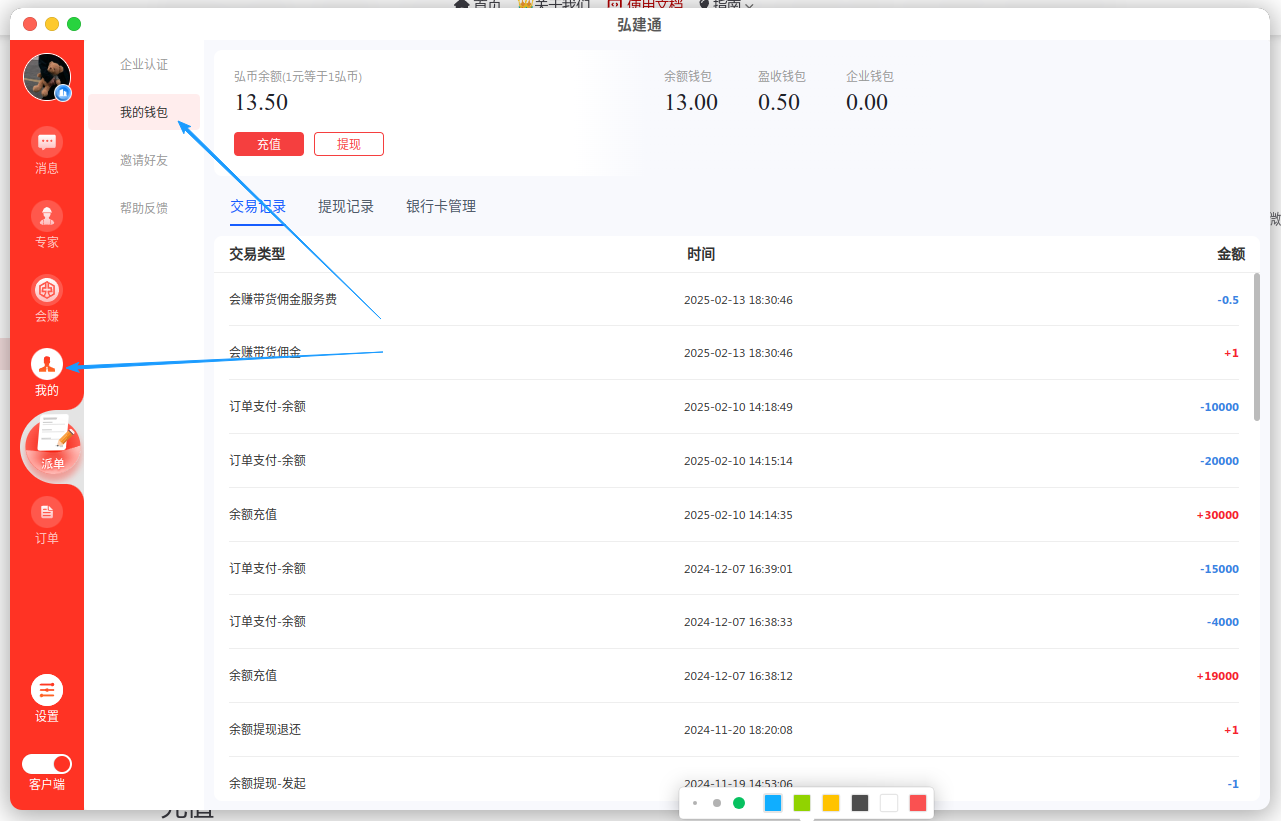 首页 关于我们 使用文档 指南
弘建通
消息
专家
会赚
我的
派单
订单
设置
客户端
企业认证
我的钱包
邀请好友
帮助反馈
弘币余额(1元等于1弘币)
13.50
充值 提现
余额钱包 盈收钱包 企业钱包
13.00 0.50 0.00
交易记录 提现记录 银行卡管理
交易类型 时间 金额
会赚带货佣金服务费 2025-02-13 18:30:46 -0.5
会赚带货佣金 2025-02-13 18:30:46 +1
订单支付-余额 2025-02-10 14:18:49 -10000
订单支付-余额 2025-02-10 14:15:14 -20000
余额充值 2025-02-10 14:14:35 +30000
订单支付-余额 2024-12-07 16:39:01 -15000
订单支付-余额 2024-12-07 16:38:33 -4000
余额充值 2024-12-07 16:38:12 +19000
余额提现退还 2024-11-20 18:20:08 +1
余额提现-发起 2024-11-19 14:53:06 -1
充值